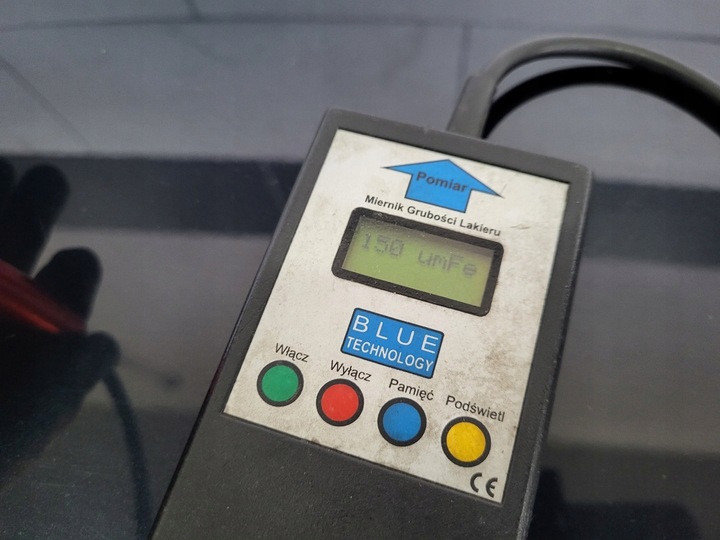 Pomiar
Miernik Grubości Lakieru
150 umFe
BLUE
TECHNOLOGY
Włącz Wyłącz Pamięć Podświetl
CE